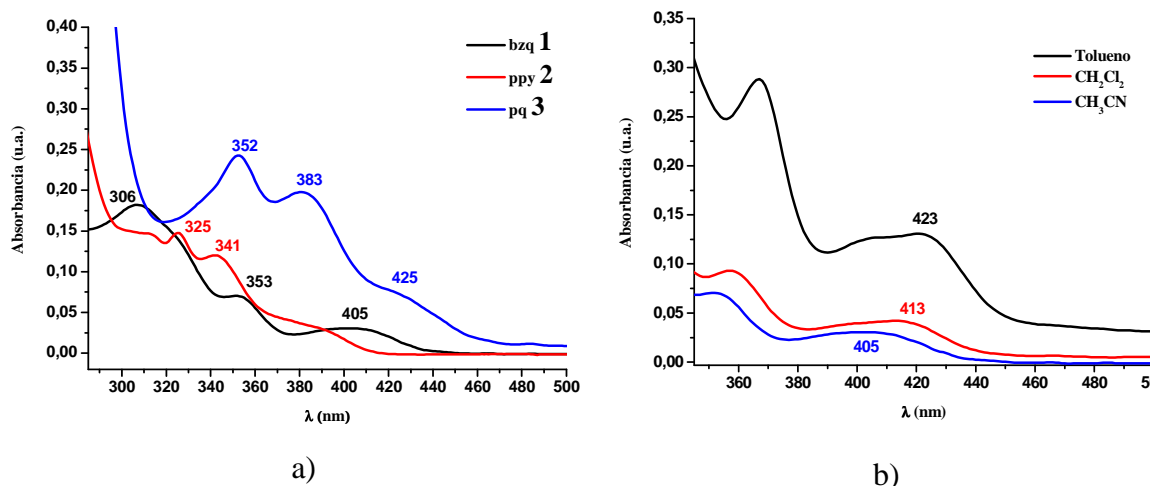 0,40
0,35
0,30
0,25
0,20
0,15
0,10
0,05
0,00
Absorbancia (u.a.)
300 320 340 360 380 400 420 440 460 480 500
λ (nm)
bzq 1
ppy 2
pq 3
306
325
341
352
353
383
405
425
a)
0,35
0,30
0,25
0,20
0,15
0,10
0,05
0,00
Absorbancia (u.a.)
360 380 400 420 440 460 480
λ (nm)
Tolueno
CH₂Cl₂
CH₃CN
423
413
405
b)